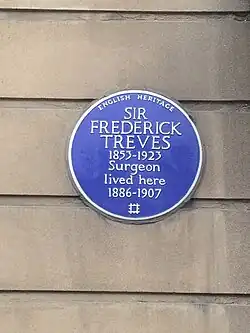 ENGLISH HERITAGE
SIR
FREDERICK
TREVES
1853-1923
Surgeon
lived here
1886-1907